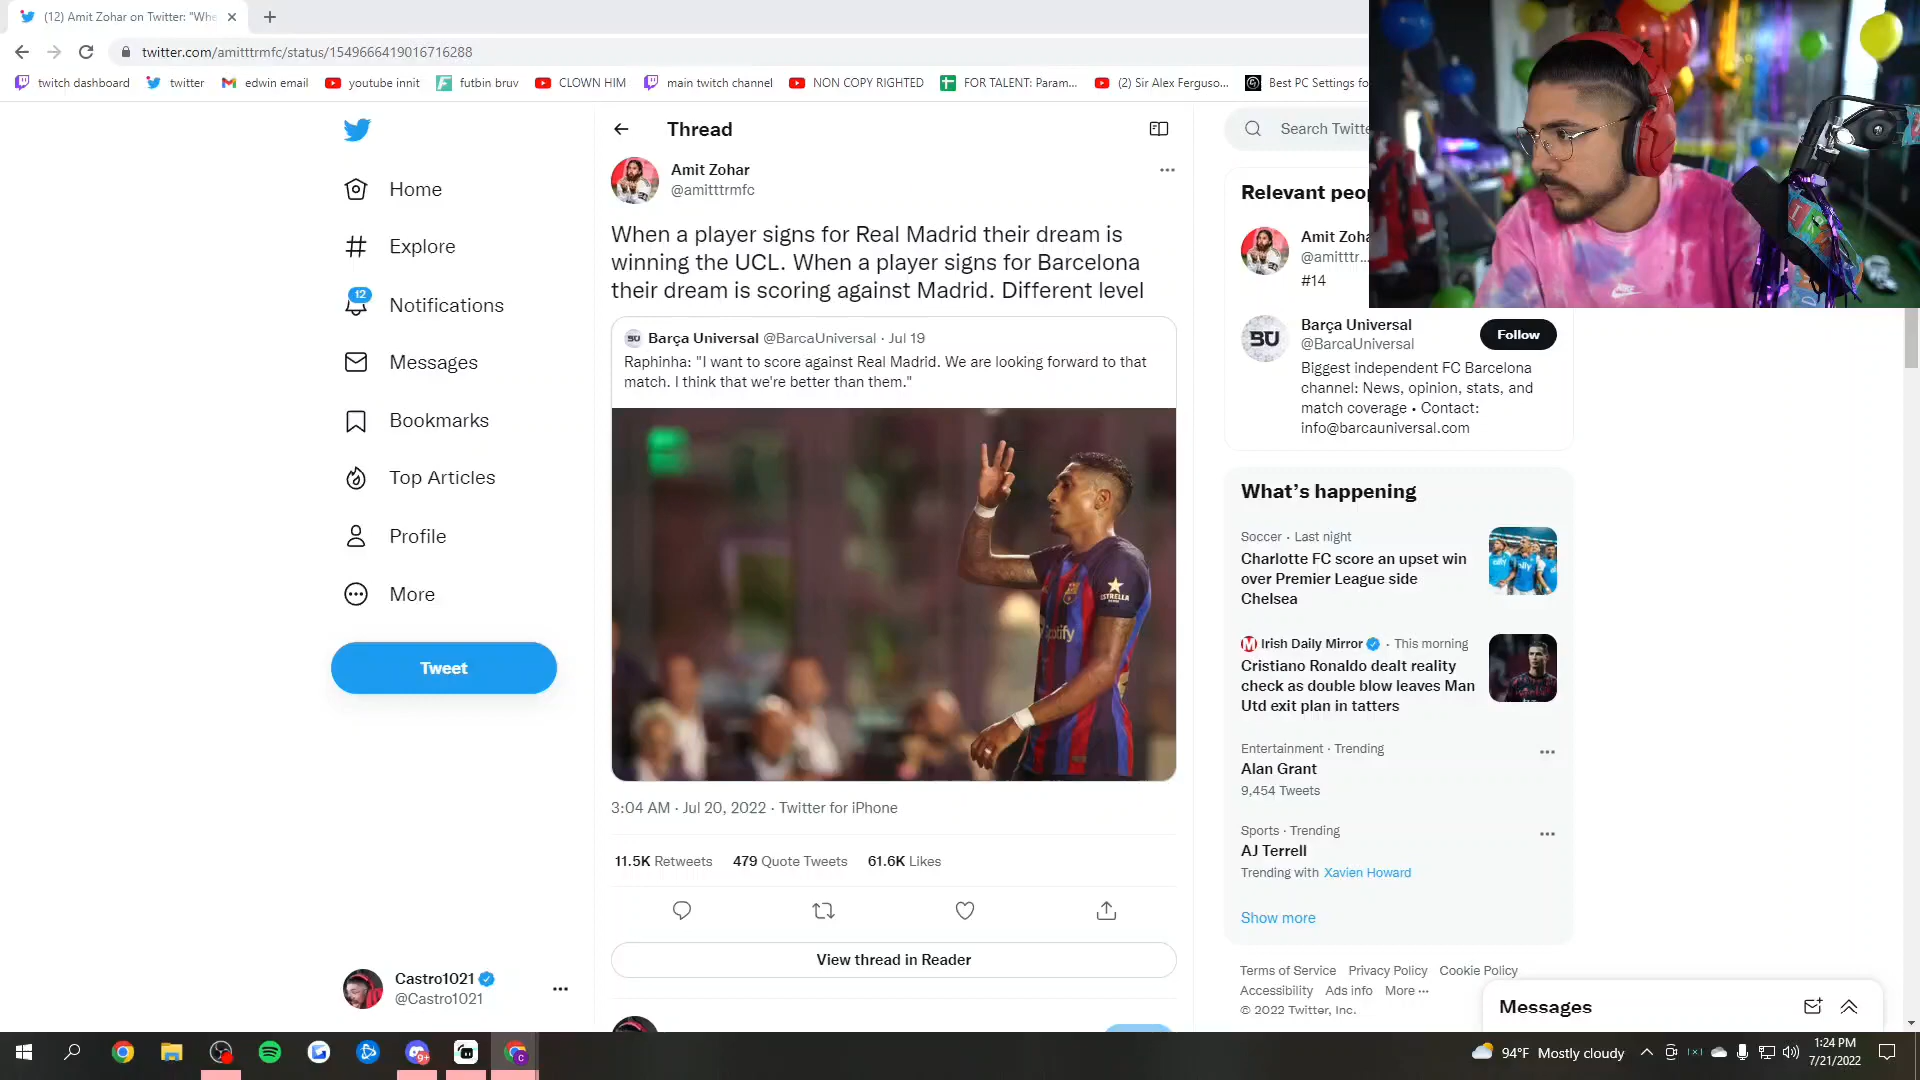 (12) Amit Zohar on Twitter: "Whe
twitter.com/amitttrmfc/status/1549666419016716288
twitch dashboard
twitter
edwin email
youtube innit
futbin bruv
CLOWN HIM
main twitch channel
NON COPY RIGHTED
FOR TALENT: Param...
(2) Sir Alex Ferguso...
Best PC Settings fo
Home
Explore
12
Notifications
Messages
Bookmarks
Top Articles
Profile
More
Tweet
Castro1021
@Castro1021
Thread
Amit Zohar
@amitttrmfc
When a player signs for Real Madrid their dream is
winning the UCL. When a player signs for Barcelona
their dream is scoring against Madrid. Different level
BU Barça Universal @BarcaUniversal · Jul 19
Raphinha: "I want to score against Real Madrid. We are looking forward to that
match. I think that we're better than them."
ESTRELLA
Spotify
3:04 AM · Jul 20, 2022 · Twitter for iPhone
11.5K Retweets 479 Quote Tweets 61.6K Likes
View thread in Reader
Search Twitte
Relevant peop
Amit Zoha
@amitttr...
#14
BU
Barça Universal
@BarcaUniversal
Follow
Biggest independent FC Barcelona
channel: News, opinion, stats, and
match coverage • Contact:
info@barcauniversal.com
What's happening
Soccer · Last night
Charlotte FC score an upset win
over Premier League side
Chelsea
ally
Irish Daily Mirror · This morning
Cristiano Ronaldo dealt reality
check as double blow leaves Man
Utd exit plan in tatters
Entertainment · Trending
Alan Grant
9,454 Tweets
Sports · Trending
AJ Terrell
Trending with Xavien Howard
Show more
Terms of Service Privacy Policy Cookie Policy
Accessibility Ads info More ···
© 2022 Twitter, Inc.
Messages
9+
94°F Mostly cloudy
1:24 PM
7/21/2022